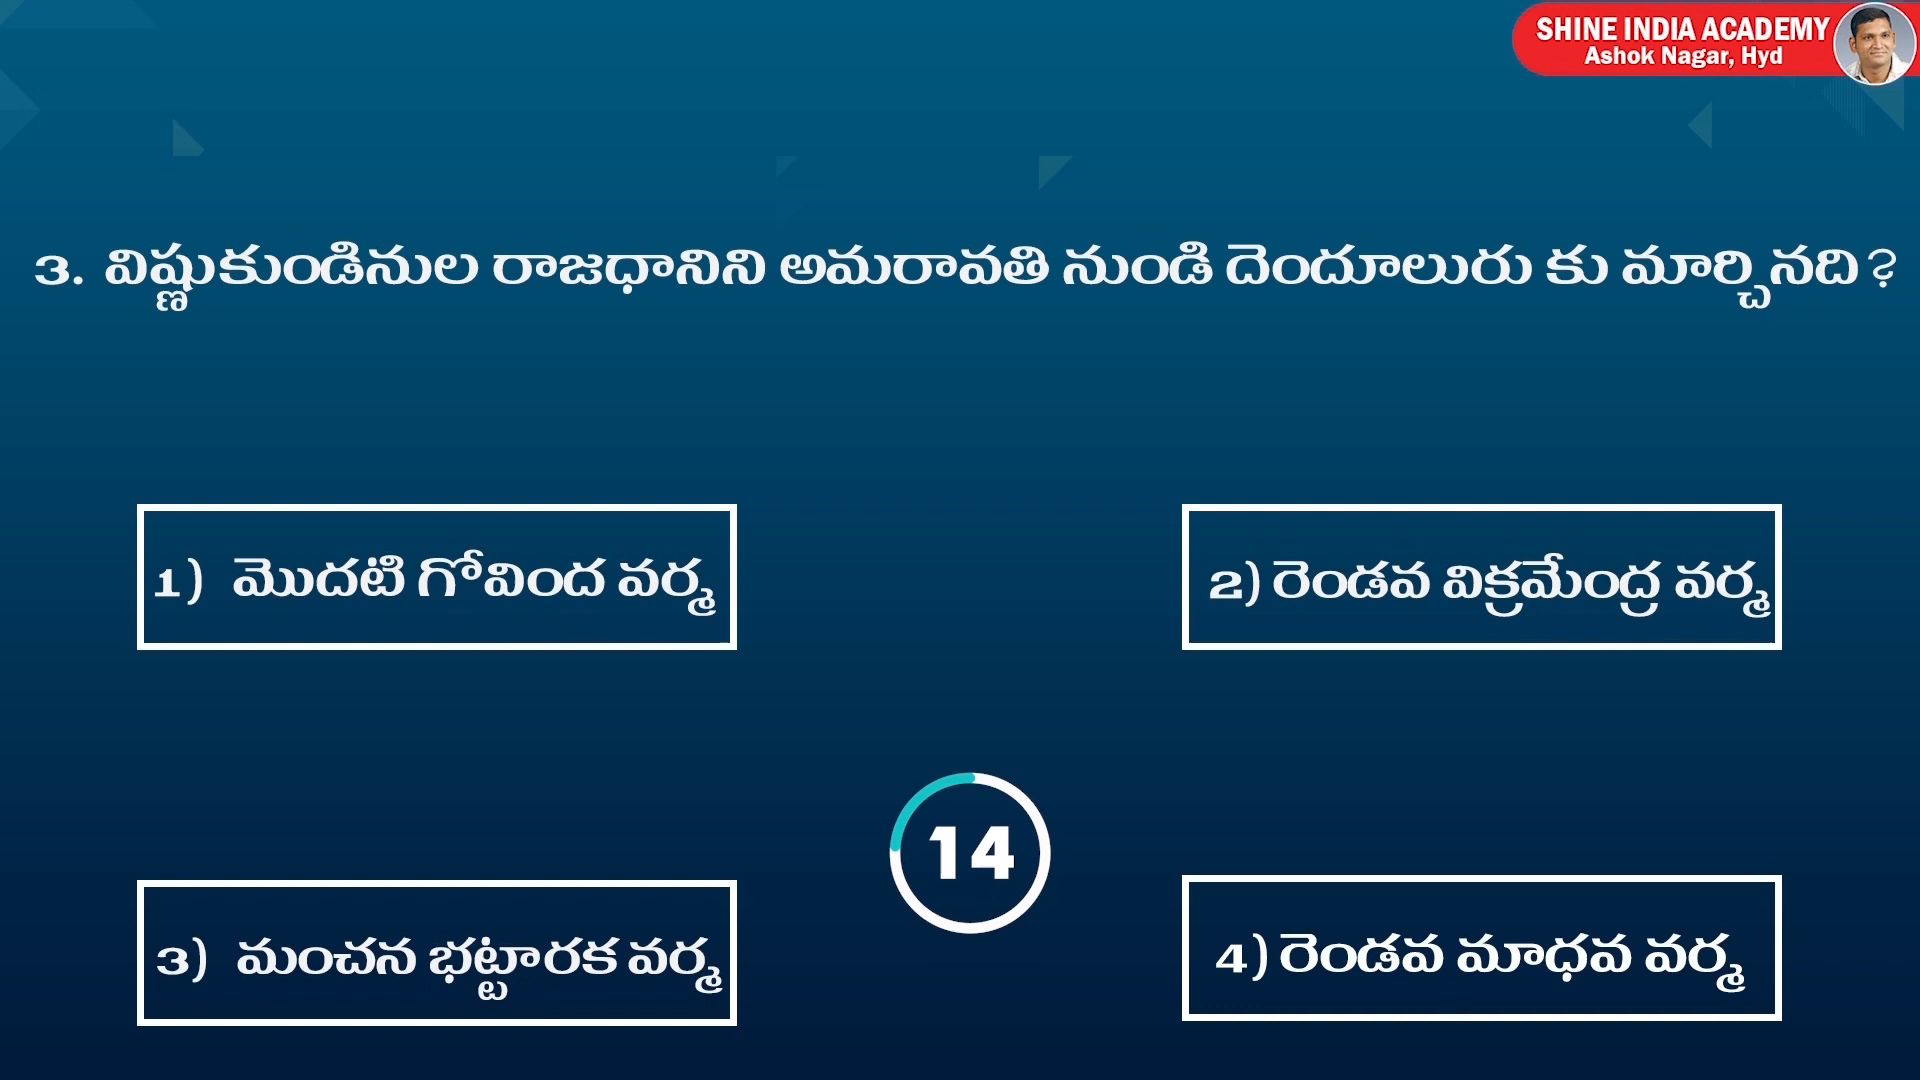 SHINE INDIA ACADEMY
Ashok Nagar, Hyd
3. విష్ణుకుండినుల రాజధానిని అమరావతి నుండి దెందూలురు కు మార్చినది?
1) మొదటి గోవింద వర్మ
2) రెండవ విక్రమేంద్ర వర్మ
14
3) మంచన భట్టారక వర్మ
4) రెండవ మాధవ వర్మ